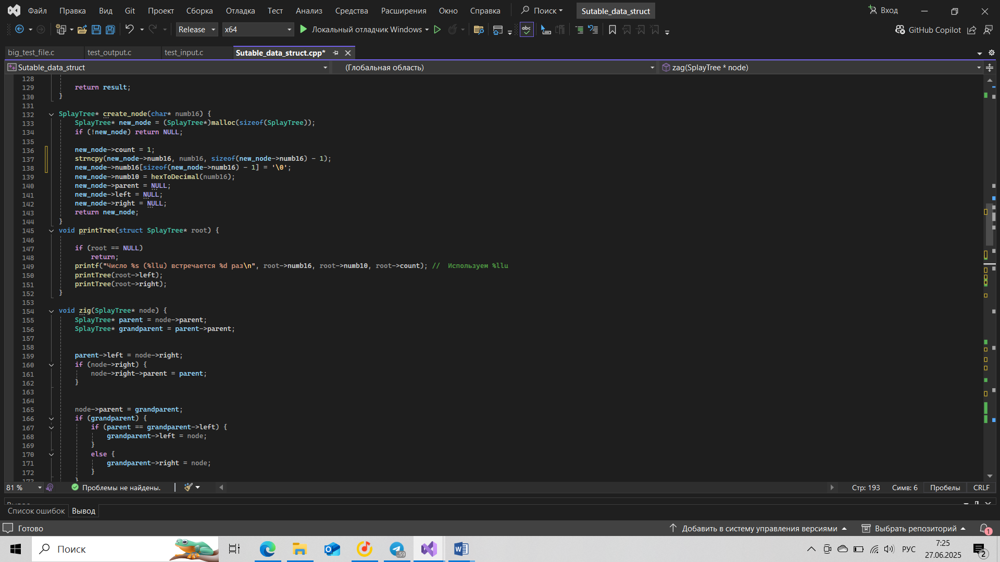 Файл Правка Вид Git Проект Сборка Отладка Тест Анализ Средства Расширения Окно Справка Поиск Sutable_data_struct Вход
Release x64 Локальный отладчик Windows abc GitHub Copilot
big_test_file.c test_output.c test_input.c Sutable_data_struct.cpp*
Sutable_data_struct (Глобальная область) zag(SplayTree * node)
128
129 return result;
130 }
131
132 SplayTree* create_node(char* numb16) {
133 SplayTree* new_node = (SplayTree*)malloc(sizeof(SplayTree));
134 if (!new_node) return NULL;
135
136 new_node->count = 1;
137 strncpy(new_node->numb16, numb16, sizeof(new_node->numb16) - 1);
138 new_node->numb16[sizeof(new_node->numb16) - 1] = '\0';
139 new_node->numb10 = hexToDecimal(numb16);
140 new_node->parent = NULL;
141 new_node->left = NULL;
142 new_node->right = NULL;
143 return new_node;
144 }
145 void printTree(struct SplayTree* root) {
146
147 if (root == NULL)
148 return;
149 printf("Число %s (%llu) встречается %d раз\n", root->numb16, root->numb10, root->count); // Используем %llu
150 printTree(root->left);
151 printTree(root->right);
152 }
153
154 void zig(SplayTree* node) {
155 SplayTree* parent = node->parent;
156 SplayTree* grandparent = parent->parent;
157
158
159 parent->left = node->right;
160 if (node->right) {
161 node->right->parent = parent;
162 }
163
164
165 node->parent = grandparent;
166 if (grandparent) {
167 if (parent == grandparent->left) {
168 grandparent->left = node;
169 }
170 else {
171 grandparent->right = node;
172 }
173 }
81 % Проблемы не найдены. Стр: 193 Симв: 6 Пробелы CRLF
Вывод
Список ошибок Вывод
Готово Добавить в систему управления версиями Выбрать репозиторий 1
Поиск 59 РУС 7:25
27.06.2025 2